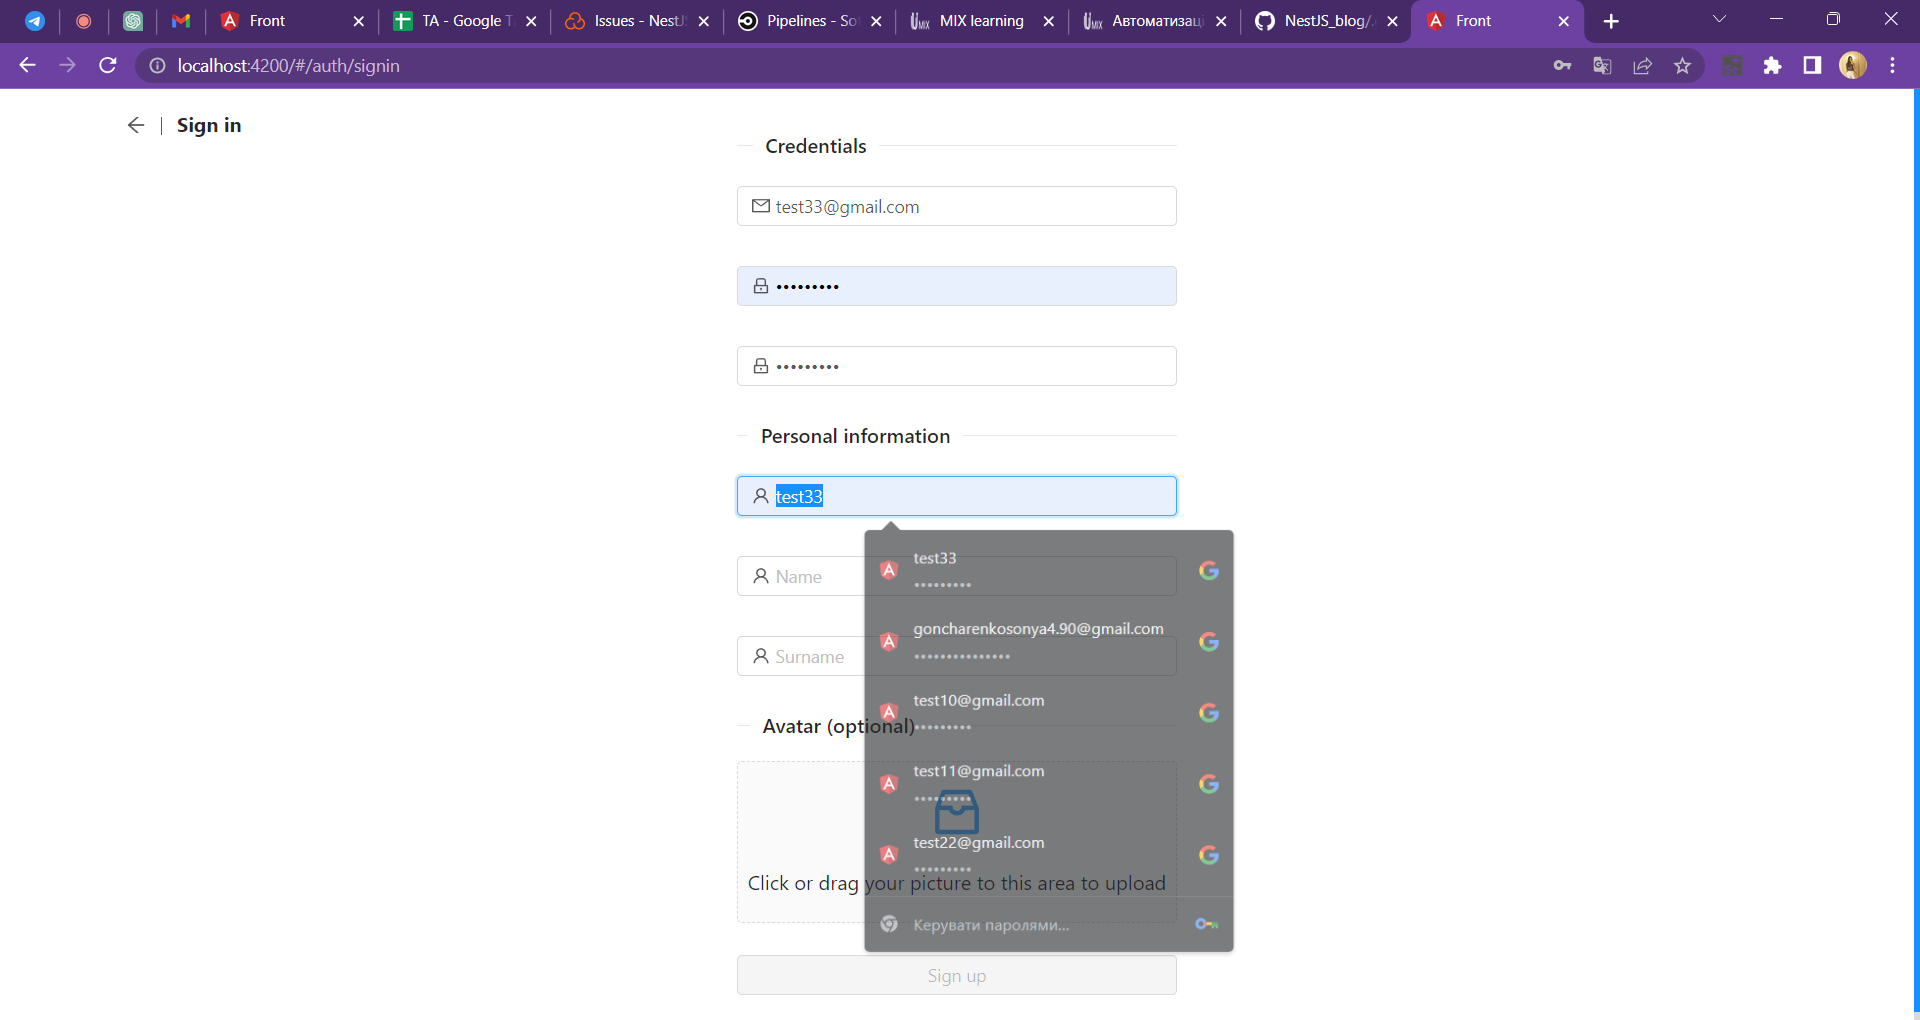 Front
TA - Google T
Issues - NestJS
Pipelines - So
MIX learning
Автоматизаці
NestJS_blog/.
Front
localhost:4200/#/auth/signin
Sign in
Credentials
test33@gmail.com
•••••••••
•••••••••
Personal information
test33
test33
•••••••••
Name
goncharenkosonya4.90@gmail.com
•••••••••••••••
Surname
test10@gmail.com
•••••••••
Avatar (optional)
test11@gmail.com
•••••••••
test22@gmail.com
•••••••••
Click or drag your picture to this area to upload
Керувати паролями...
Sign up